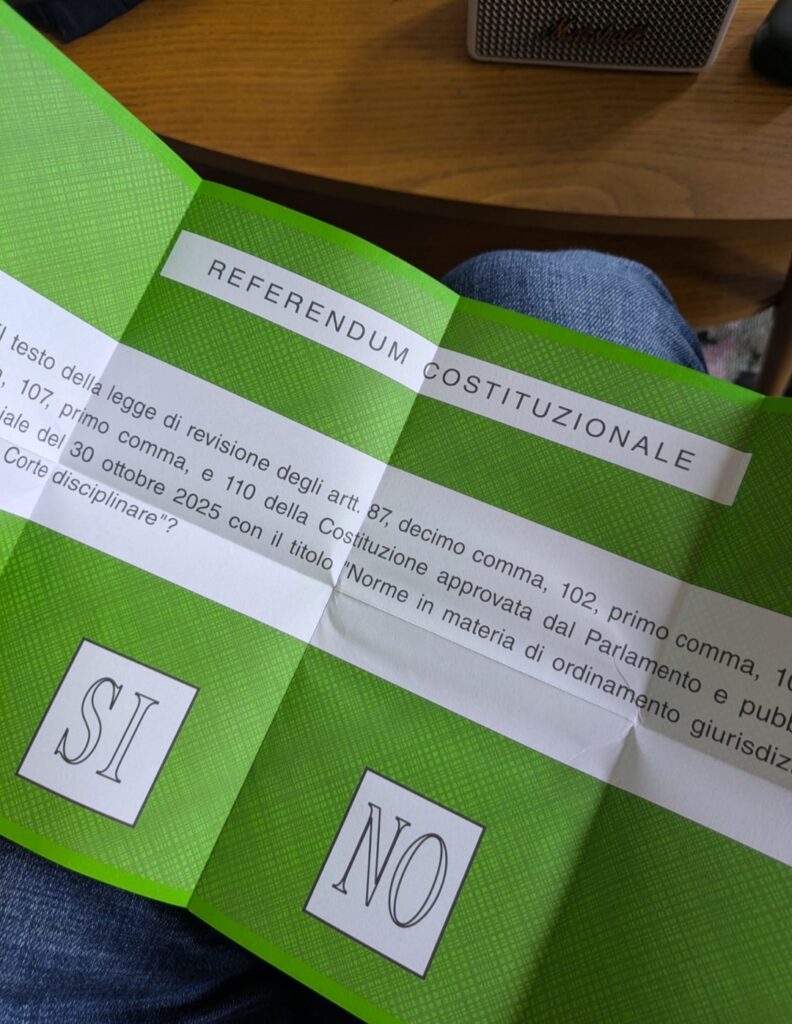 REFERENDUM COSTITUZIONALE
l testo della legge di revisione degli artt. 87, decimo comma, 102, primo comma, 10
, 107, primo comma, e 110 della Costituzione approvata dal Parlamento e pubb
iale del 30 ottobre 2025 con il titolo "Norme in materia di ordinamento giurisdiz
Corte disciplinare"?
SI
NO